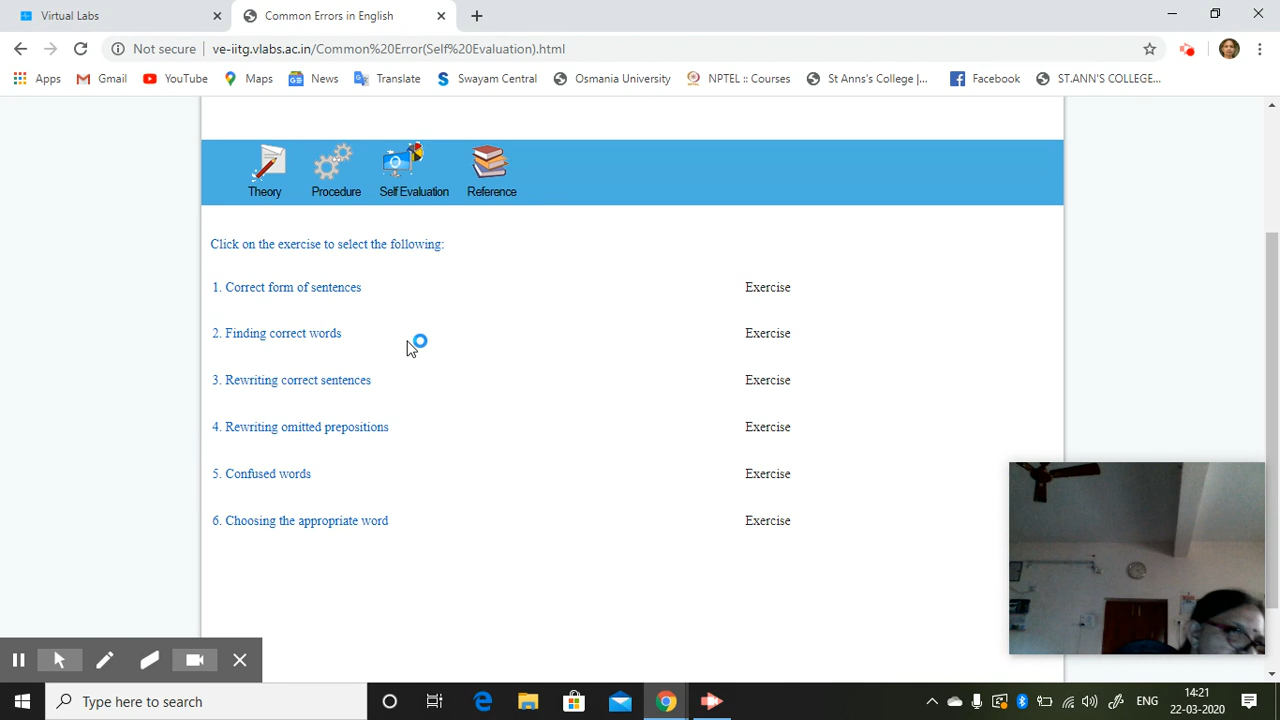 Virtual Labs
Common Errors in English
Not secure
ve-iitg.vlabs.ac.in/Common%20Error(Self%20Evaluation).html
Apps Gmail YouTube Maps News Translate Swayam Central Osmania University NPTEL :: Courses St Anns's College |... Facebook ST.ANN'S COLLEGE...
Theory Procedure Self Evaluation Reference
Click on the exercise to select the following:
1. Correct form of sentences Exercise
2. Finding correct words Exercise
3. Rewriting correct sentences Exercise
4. Rewriting omitted prepositions Exercise
5. Confused words Exercise
6. Choosing the appropriate word Exercise
Type here to search
ENG
14:21
22-03-2020